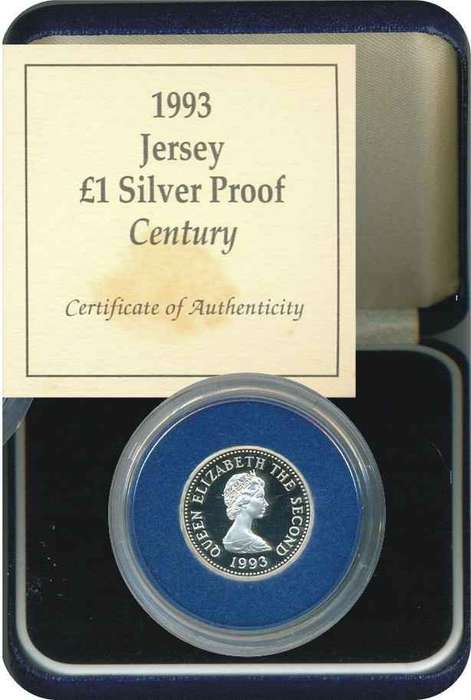 1993
Jersey
£1 Silver Proof
Century
Certificate of Authenticity
QUEEN ELIZABETH THE SECOND
1993